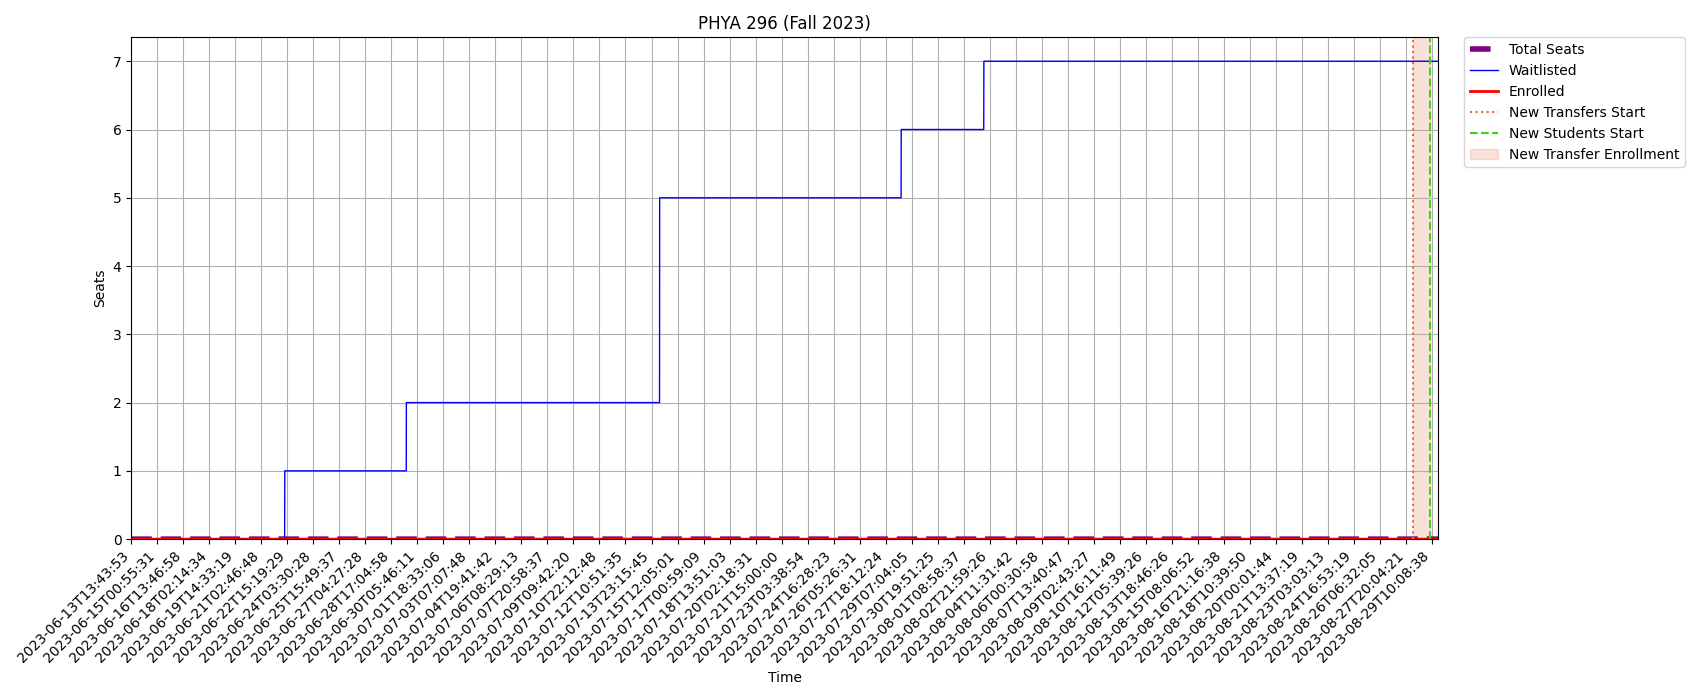 PHYA 296 (Fall 2023)
Total Seats
Waitlisted
Enrolled
New Transfers Start
New Students Start
New Transfer Enrollment
Seats
7
6
5
4
3
2
1
0
2023-06-13T13:43:53
2023-06-15T00:55:31
2023-06-16T13:46:58
2023-06-18T02:14:34
2023-06-19T14:33:19
2023-06-21T02:46:48
2023-06-22T15:19:29
2023-06-24T03:30:28
2023-06-25T15:49:37
2023-06-27T04:27:28
2023-06-28T17:04:58
2023-06-30T05:46:11
2023-07-01T18:33:06
2023-07-03T07:07:48
2023-07-04T19:41:42
2023-07-06T08:29:13
2023-07-07T20:58:37
2023-07-09T09:42:20
2023-07-10T22:12:48
2023-07-12T10:51:35
2023-07-13T23:15:45
2023-07-15T12:05:01
2023-07-17T00:59:09
2023-07-18T13:51:03
2023-07-20T02:18:31
2023-07-21T15:00:00
2023-07-23T03:38:54
2023-07-24T16:28:23
2023-07-26T05:26:31
2023-07-27T18:12:24
2023-07-29T07:04:05
2023-07-30T19:51:25
2023-08-01T08:58:37
2023-08-02T21:59:26
2023-08-04T11:31:42
2023-08-06T00:30:58
2023-08-07T13:40:47
2023-08-09T02:43:27
2023-08-10T16:11:49
2023-08-12T05:39:26
2023-08-13T18:46:26
2023-08-15T08:06:52
2023-08-16T21:16:38
2023-08-18T10:39:50
2023-08-20T00:01:44
2023-08-21T13:37:19
2023-08-23T03:03:13
2023-08-24T16:53:19
2023-08-26T06:32:05
2023-08-27T20:04:21
2023-08-29T10:08:38
Time